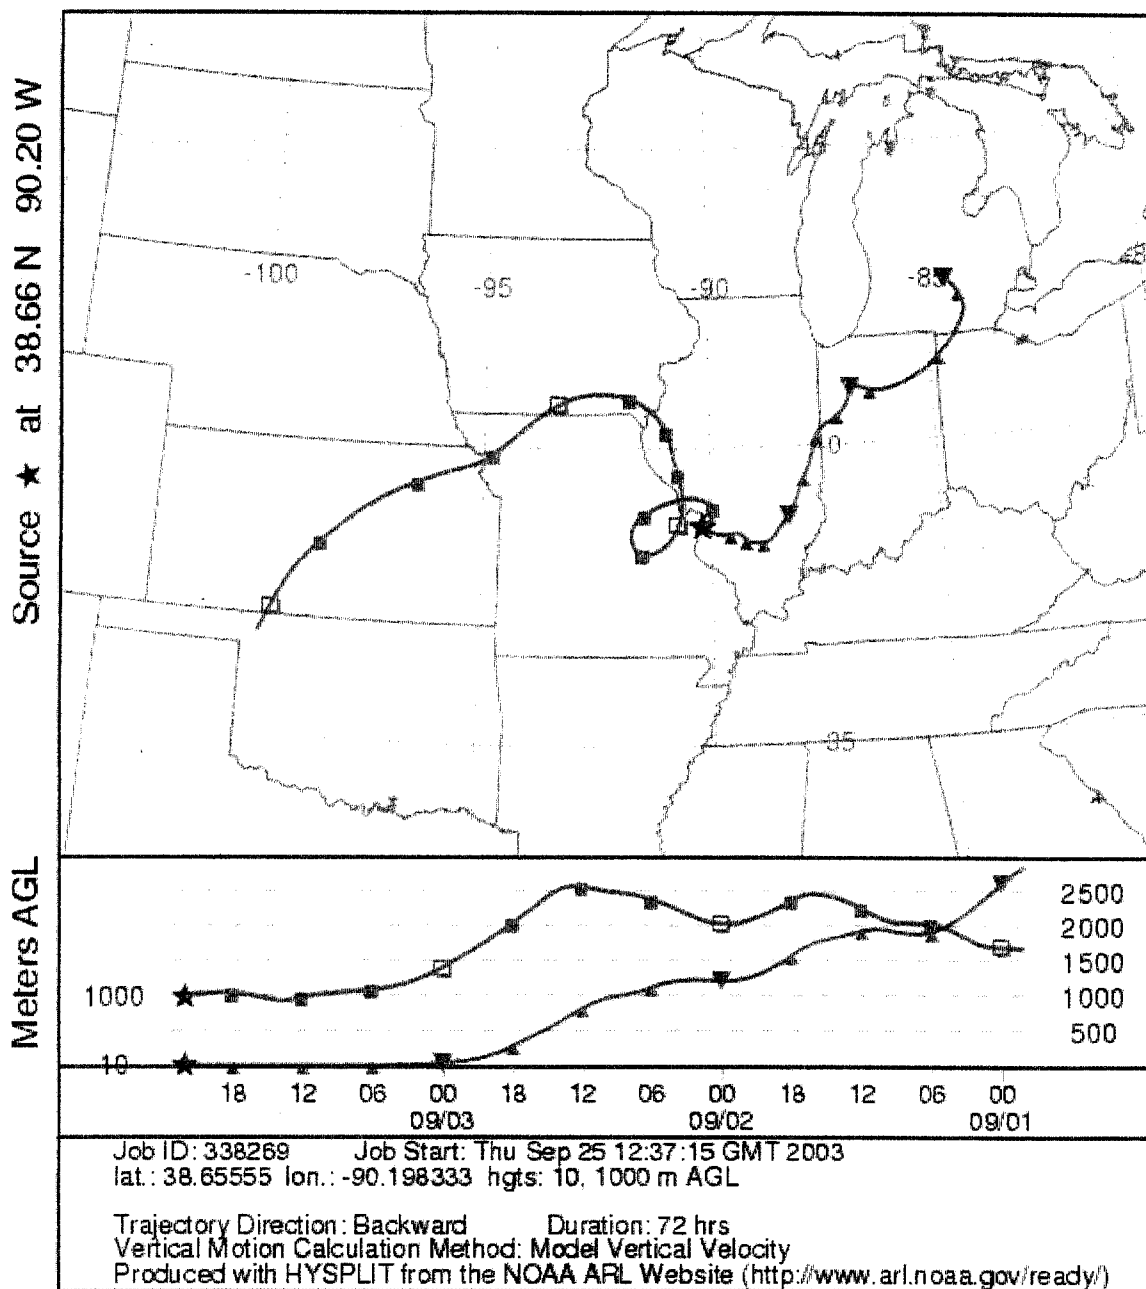 Source ★ at 38.66 N 90.20 W
-100
-95
-90
-85
0
35
Meters AGL
2500
2000
1500
1000
500
1000
10
18 12 06 00 18 12 06 00 18 12 06 00
09/03 09/02 09/01
Job ID: 338269 Job Start: Thu Sep 25 12:37:15 GMT 2003
lat.: 38.65555 lon.: -90.198333 hgts: 10, 1000 m AGL
Trajectory Direction: Backward Duration: 72 hrs
Vertical Motion Calculation Method: Model Vertical Velocity
Produced with HYSPLIT from the NOAA ARL Website (http://www.arl.noaa.gov/ready/)